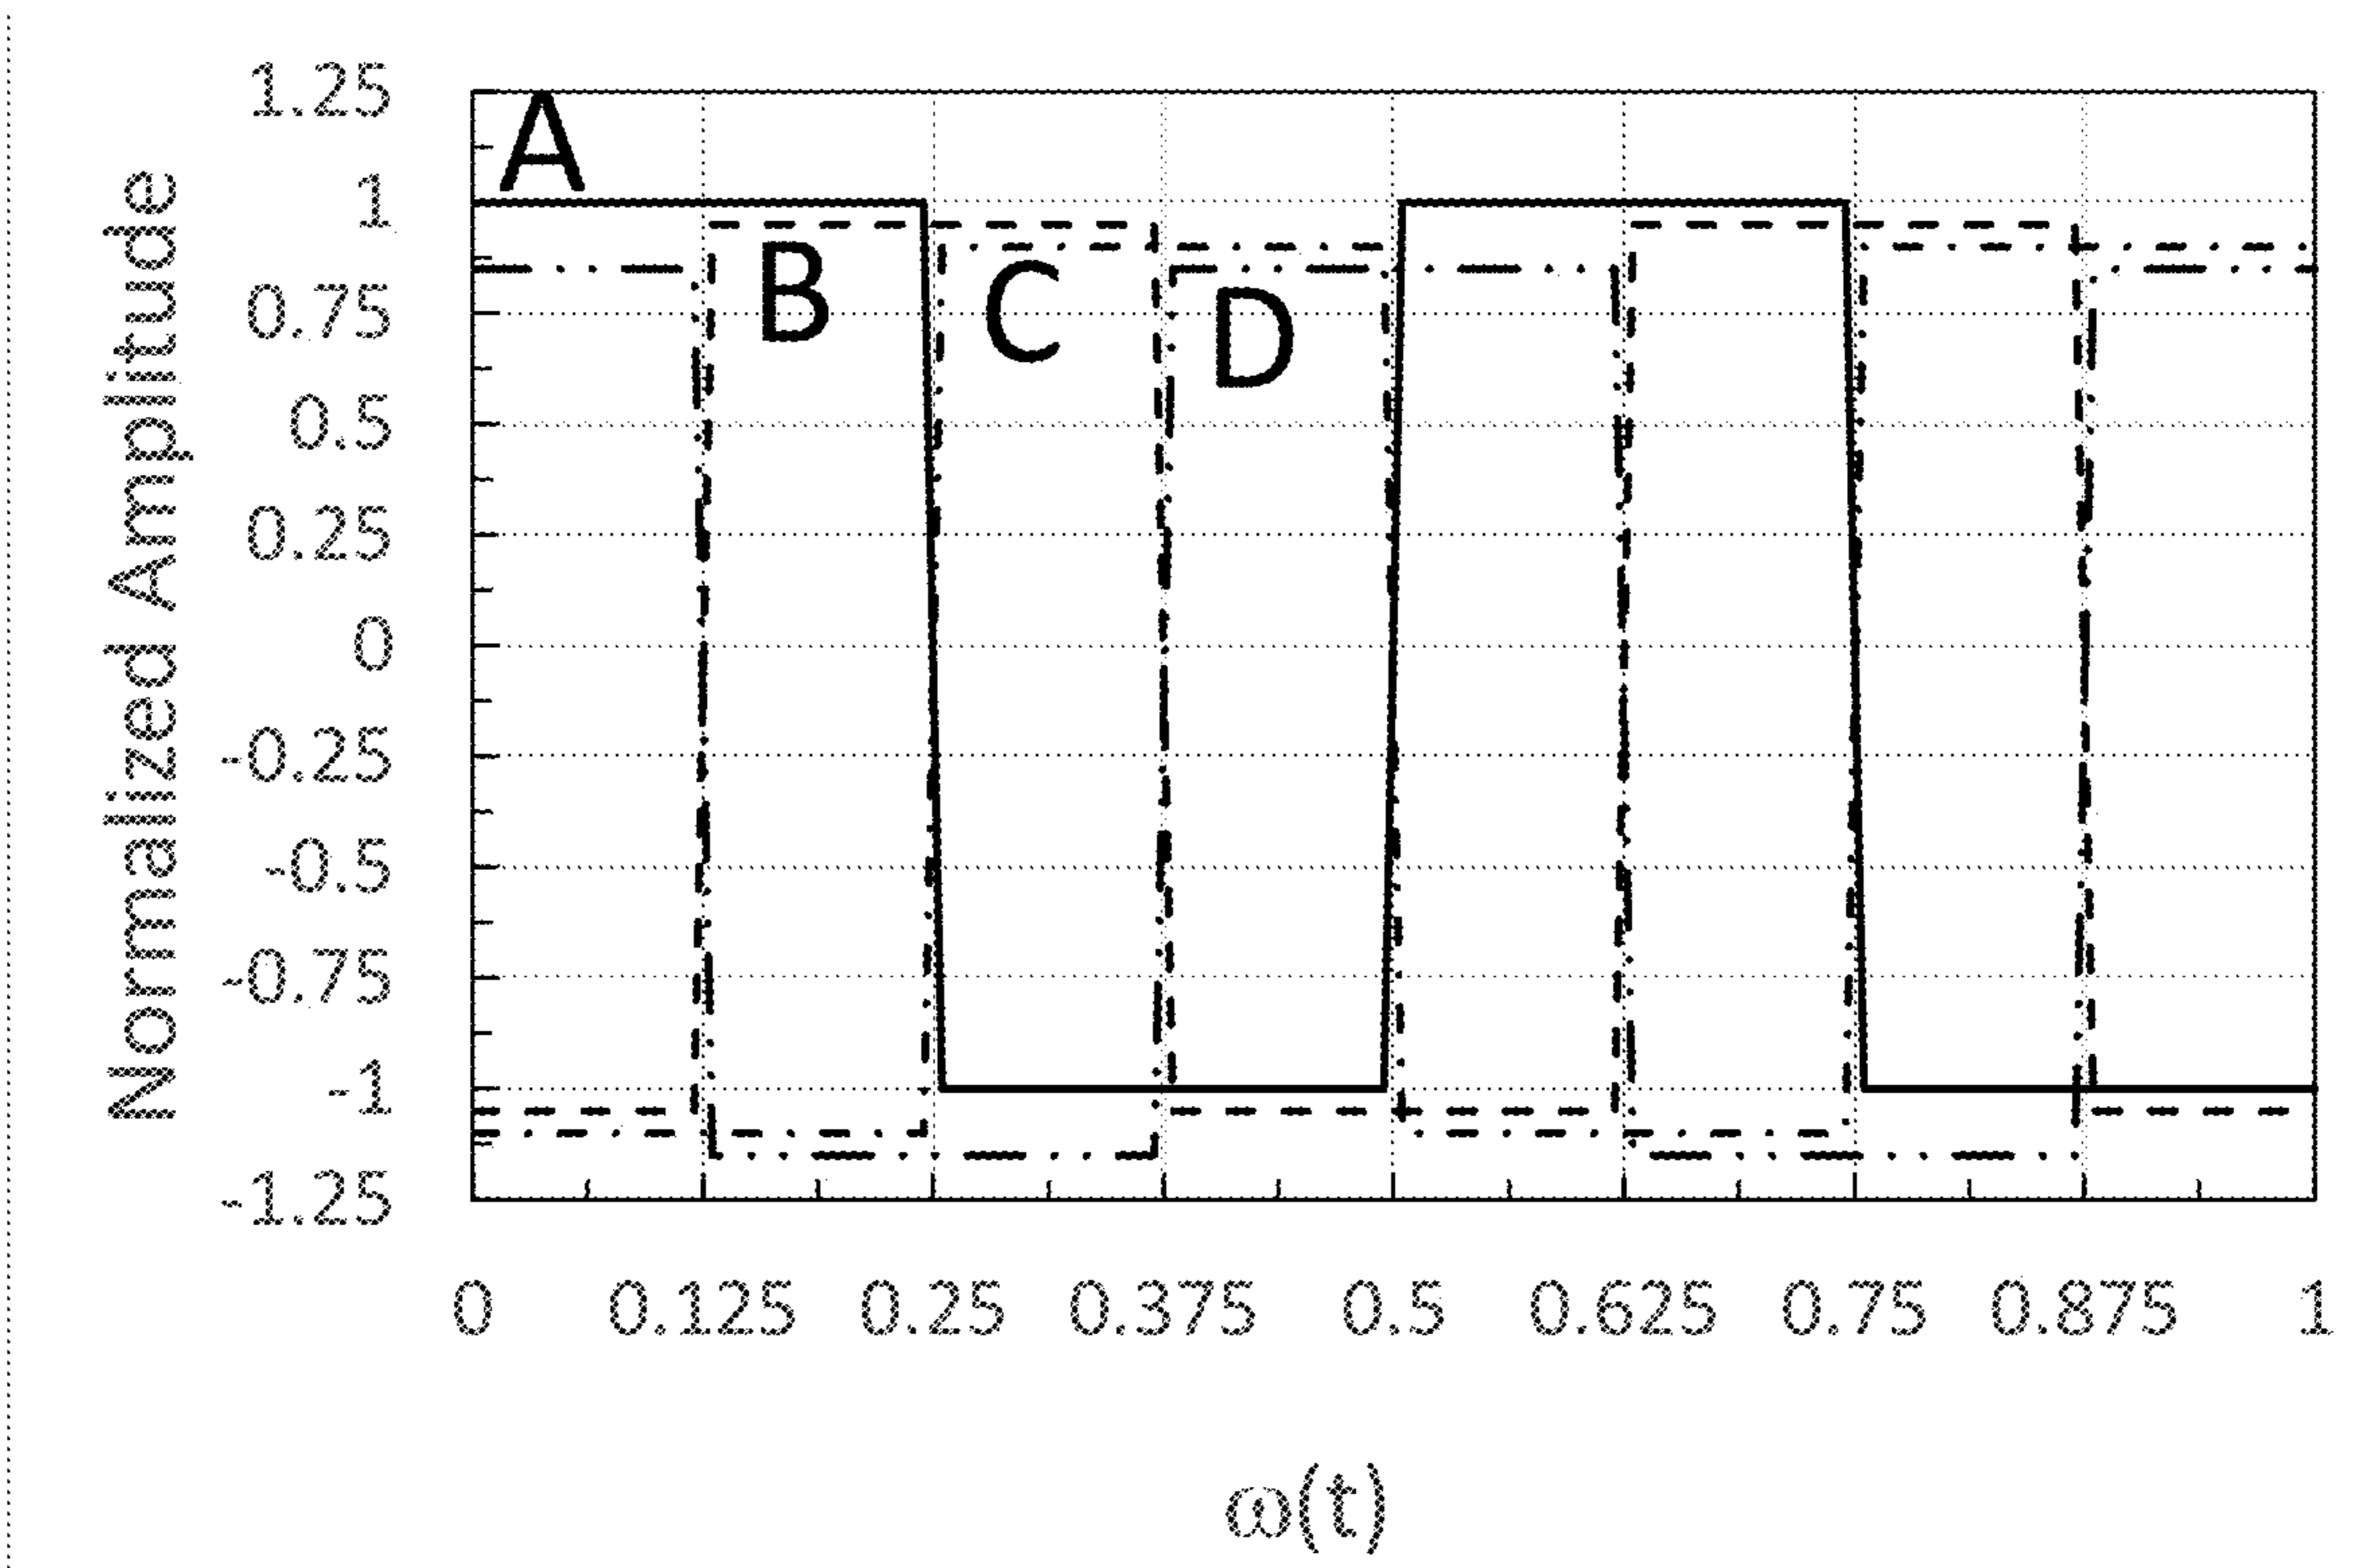 Normalized Amplitude
1.25
1
0.75
0.5
0.25
0
-0.25
-0.5
-0.75
-1
-1.25
A
B
C
D
0 0.125 0.25 0.375 0.5 0.625 0.75 0.875 1
ω(t)